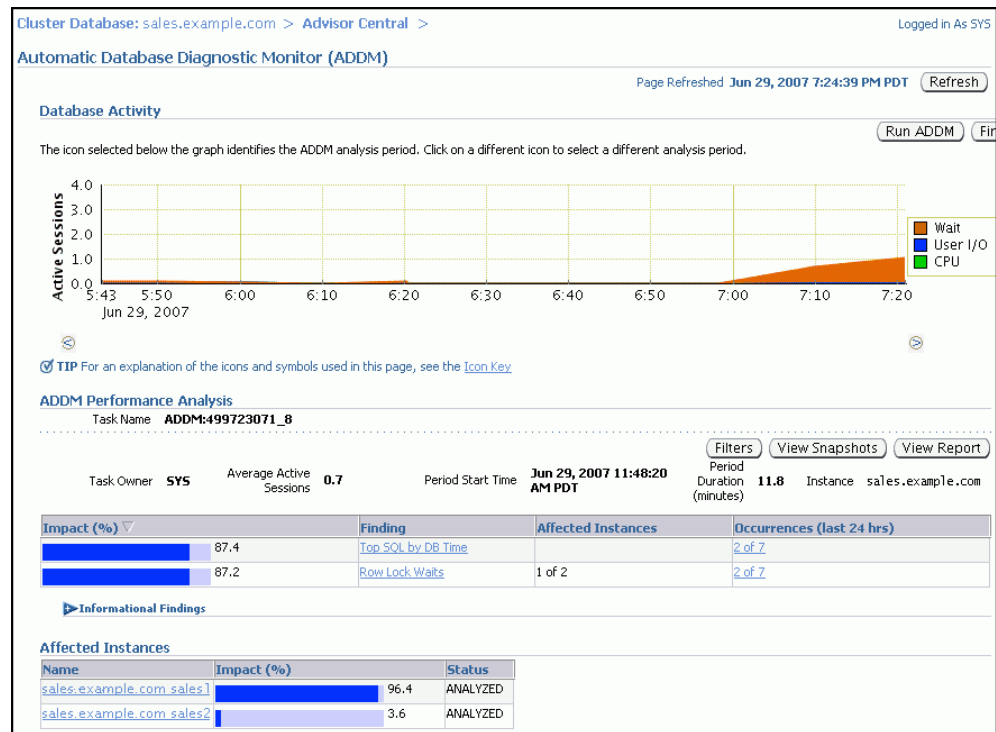 Cluster Database: sales.example.com > Advisor Central >
Logged in As SYS
Automatic Database Diagnostic Monitor (ADDM)
Page Refreshed Jun 29, 2007 7:24:39 PM PDT
Refresh
Database Activity
Run ADDM
The icon selected below the graph identifies the ADDM analysis period. Click on a different icon to select a different analysis period.
Active Sessions
4.0
3.0
2.0
1.0
0.0
Wait
User I/O
CPU
5:43 5:50 6:00 6:10 6:20 6:30 6:40 6:50 7:00 7:10 7:20
Jun 29, 2007
TIP For an explanation of the icons and symbols used in this page, see the Icon Key
ADDM Performance Analysis
Task Name ADDM:499723071_8
Filters View Snapshots View Report
Task Owner SYS
Average Active Sessions 0.7
Period Start Time Jun 29, 2007 11:48:20 AM PDT
Period Duration (minutes) 11.8
Instance sales.example.com
Impact (%) Finding Affected Instances Occurrences (last 24 hrs)
87.4 Top SQL by DB Time 2 of 7
87.2 Row Lock Waits 1 of 2 2 of 7
Informational Findings
Affected Instances
Name Impact (%) Status
sales.example.com_sales1 96.4 ANALYZED
sales.example.com_sales2 3.6 ANALYZED